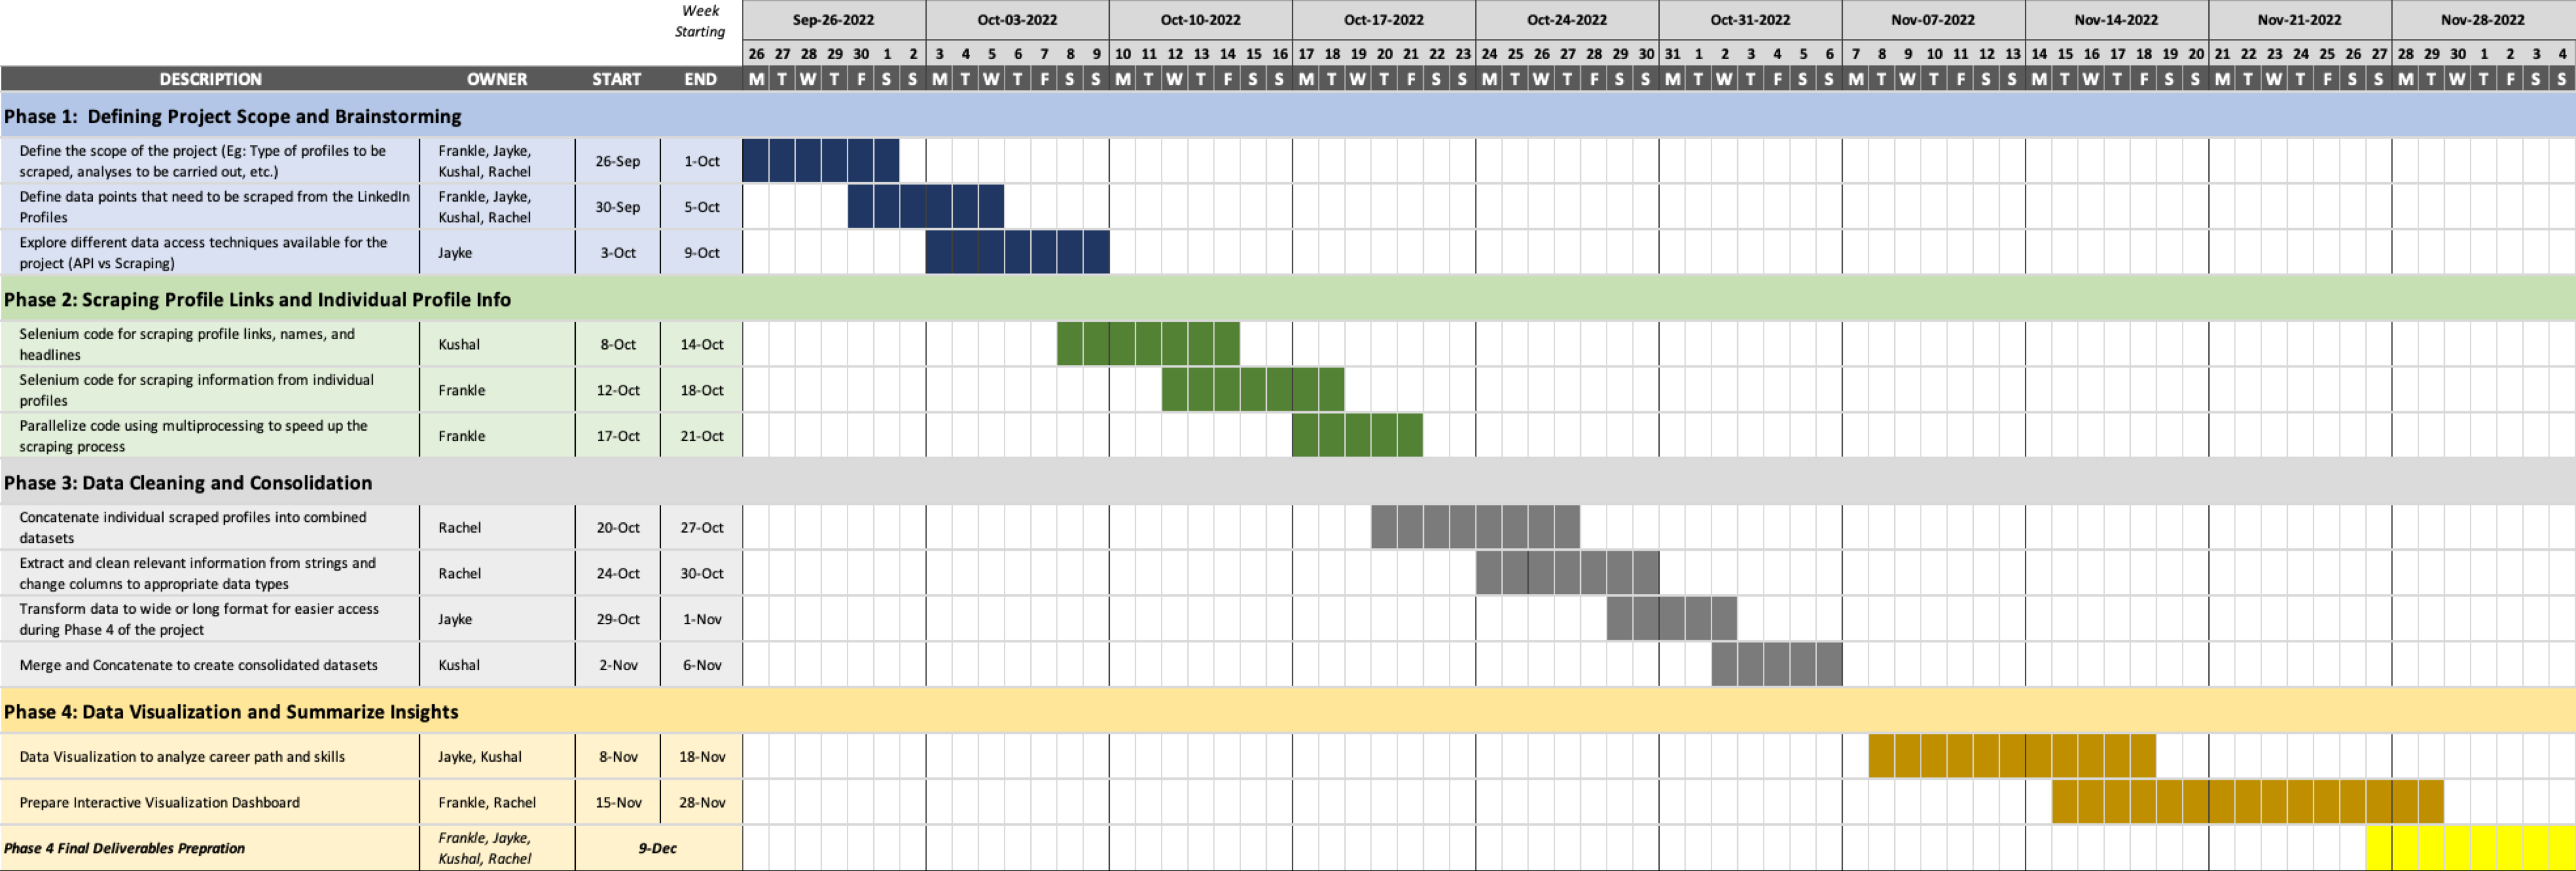 Week
Starting
Sep-26-2022 Oct-03-2022 Oct-10-2022 Oct-17-2022 Oct-24-2022 Oct-31-2022 Nov-07-2022 Nov-14-2022 Nov-21-2022 Nov-28-2022
26 27 28 29 30 1 2 3 4 5 6 7 8 9 10 11 12 13 14 15 16 17 18 19 20 21 22 23 24 25 26 27 28 29 30 31 1 2 3 4 5 6 7 8 9 10 11 12 13 14 15 16 17 18 19 20 21 22 23 24 25 26 27 28 29 30 1 2 3 4
DESCRIPTION OWNER START END M T W T F S S M T W T F S S M T W T F S S M T W T F S S M T W T F S S M T W T F S S M T W T F S S M T W T F S S M T W T F S S M T W T F S S
Phase 1: Defining Project Scope and Brainstorming
Define the scope of the project (Eg: Type of profiles to be
scraped, analyses to be carried out, etc.)
Frankle, Jayke,
Kushal, Rachel
26-Sep 1-Oct
Define data points that need to be scraped from the LinkedIn
Profiles
Frankle, Jayke,
Kushal, Rachel
30-Sep 5-Oct
Explore different data access techniques available for the
project (API vs Scraping)
Jayke 3-Oct 9-Oct
Phase 2: Scraping Profile Links and Individual Profile Info
Selenium code for scraping profile links, names, and
headlines
Kushal 8-Oct 14-Oct
Selenium code for scraping information from individual
profiles
Frankle 12-Oct 18-Oct
Parallelize code using multiprocessing to speed up the
scraping process
Frankle 17-Oct 21-Oct
Phase 3: Data Cleaning and Consolidation
Concatenate individual scraped profiles into combined
datasets
Rachel 20-Oct 27-Oct
Extract and clean relevant information from strings and
change columns to appropriate data types
Rachel 24-Oct 30-Oct
Transform data to wide or long format for easier access
during Phase 4 of the project
Jayke 29-Oct 1-Nov
Merge and Concatenate to create consolidated datasets Kushal 2-Nov 6-Nov
Phase 4: Data Visualization and Summarize Insights
Data Visualization to analyze career path and skills Jayke, Kushal 8-Nov 18-Nov
Prepare Interactive Visualization Dashboard Frankle, Rachel 15-Nov 28-Nov
Phase 4 Final Deliverables Prepration
Frankle, Jayke,
Kushal, Rachel
9-Dec